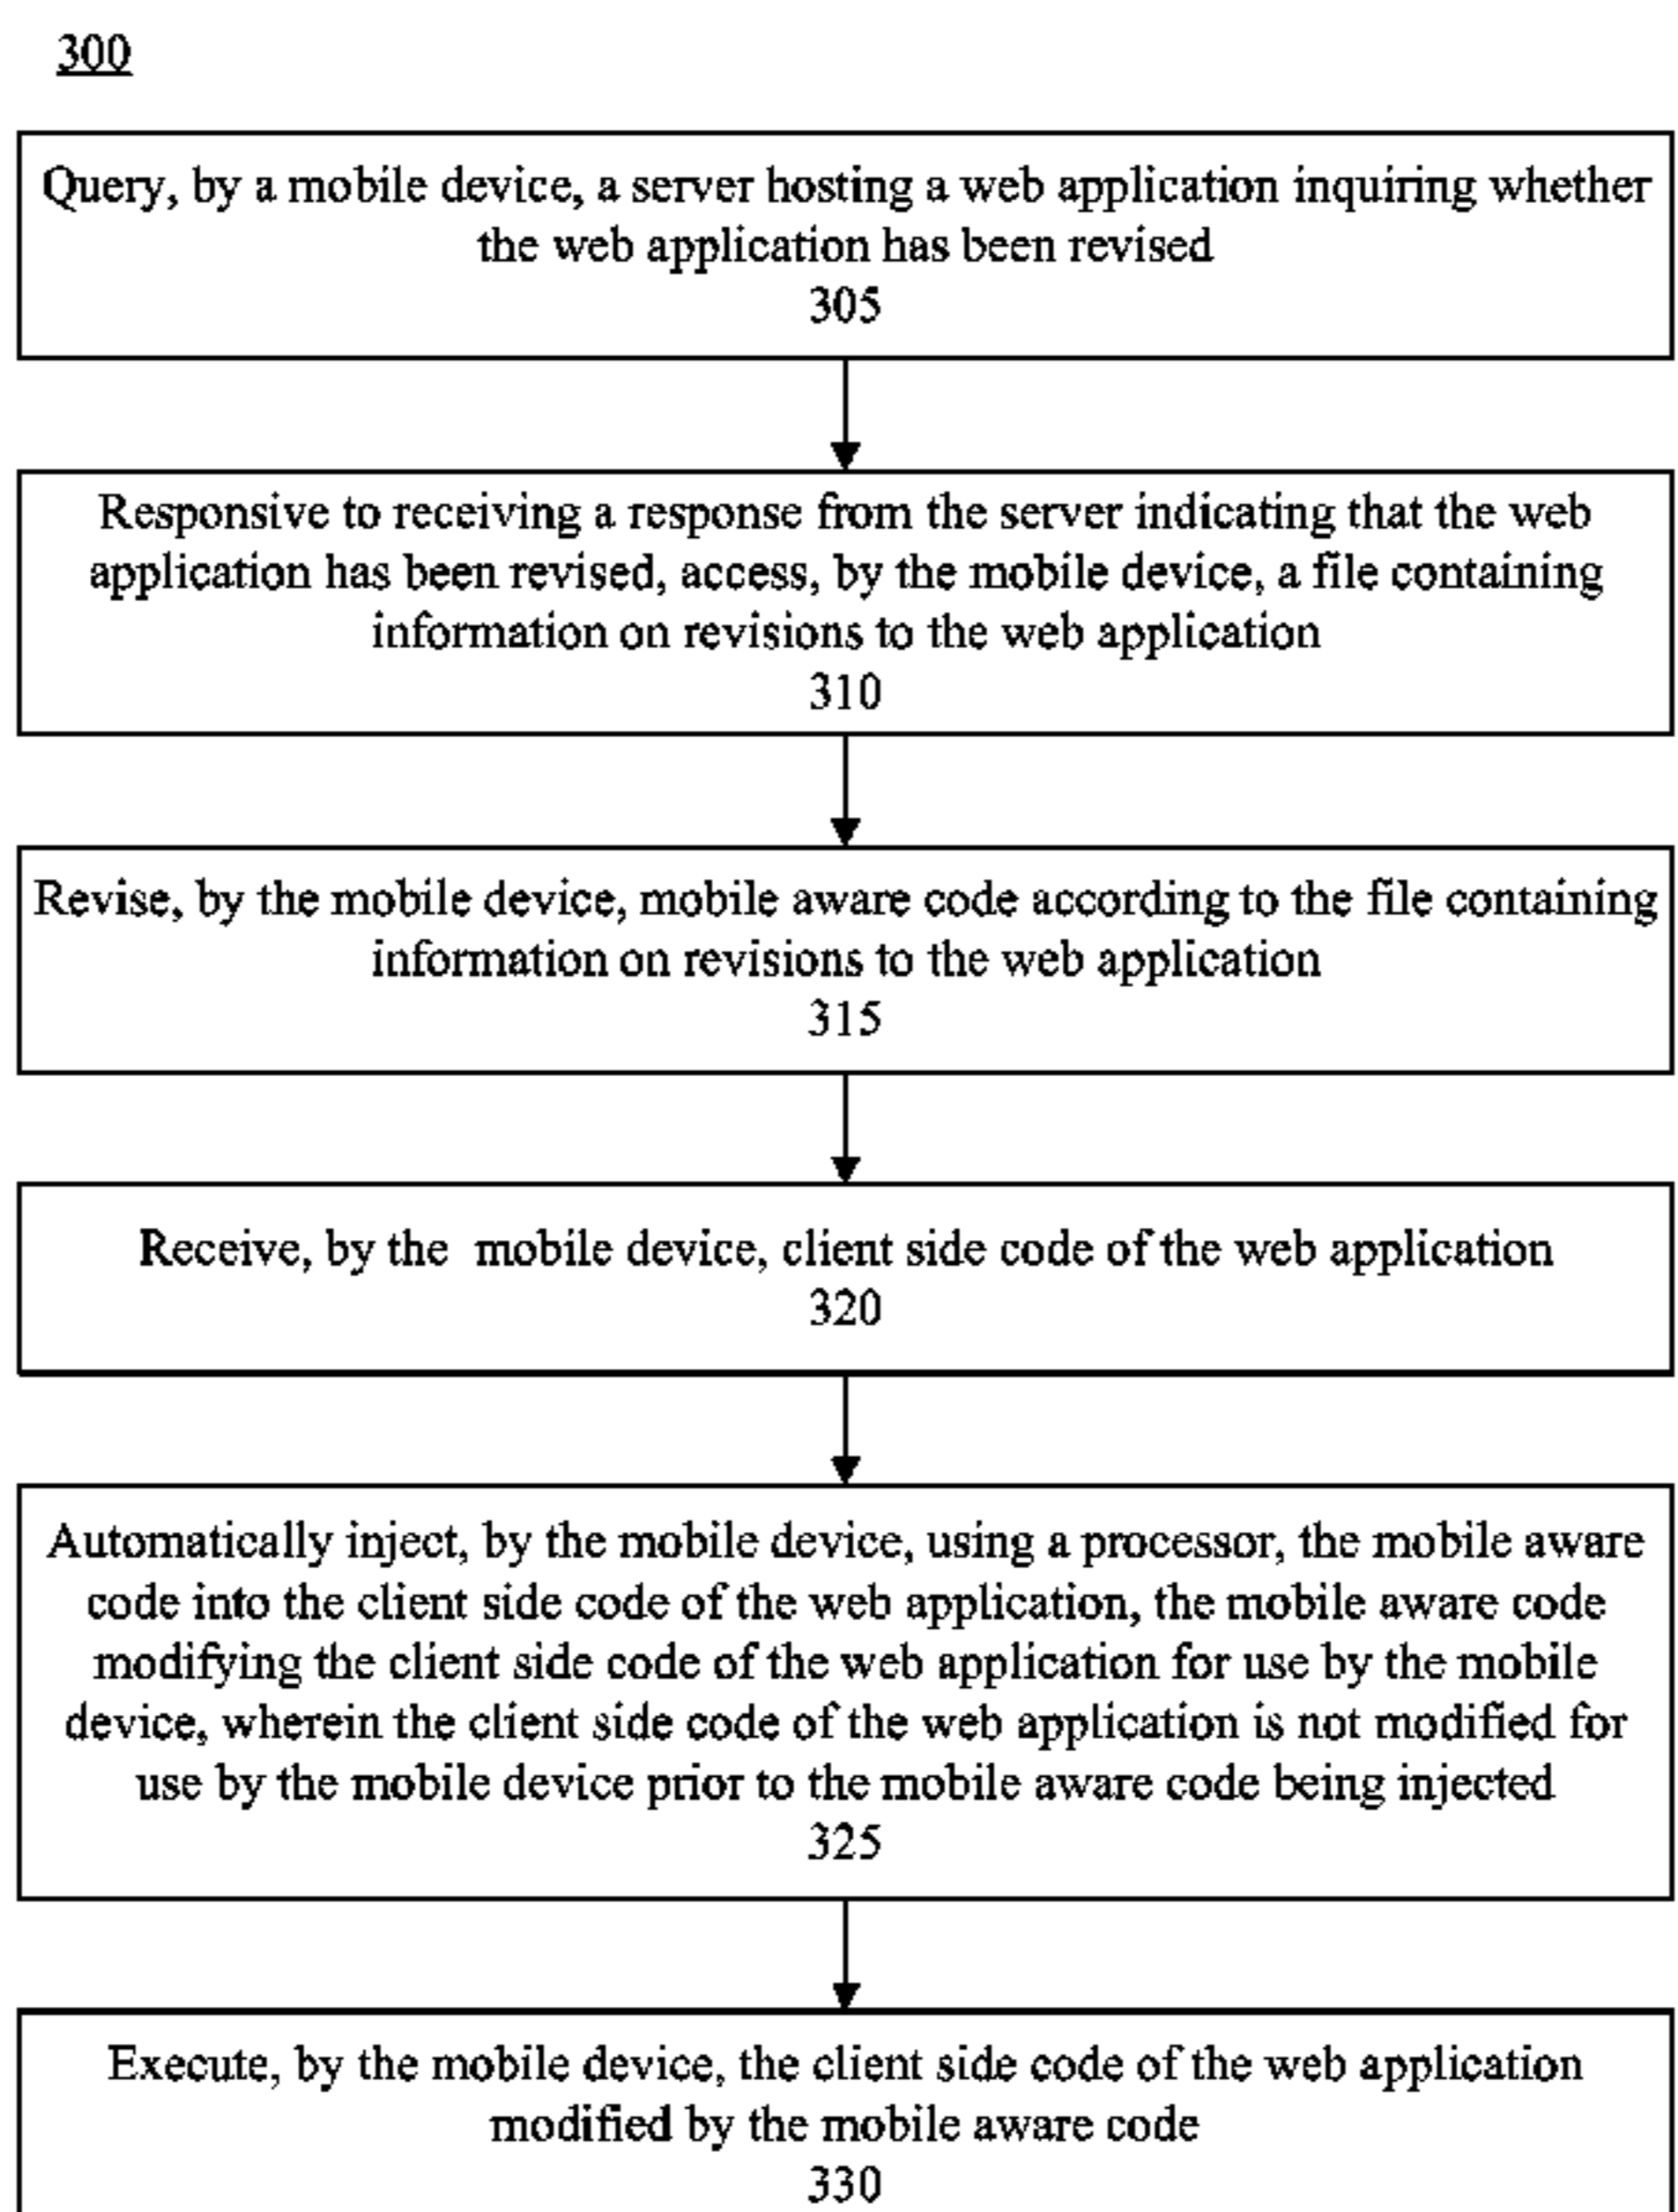 300
Query, by a mobile device, a server hosting a web application inquiring whether
the web application has been revised
305
Responsive to receiving a response from the server indicating that the web
application has been revised, access, by the mobile device, a file containing
information on revisions to the web application
310
Revise, by the mobile device, mobile aware code according to the file containing
information on revisions to the web application
315
Receive, by the mobile device, client side code of the web application
320
Automatically inject, by the mobile device, using a processor, the mobile aware
code into the client side code of the web application, the mobile aware code
modifying the client side code of the web application for use by the mobile
device, wherein the client side code of the web application is not modified for
use by the mobile device prior to the mobile aware code being injected
325
Execute, by the mobile device, the client side code of the web application
modified by the mobile aware code
330